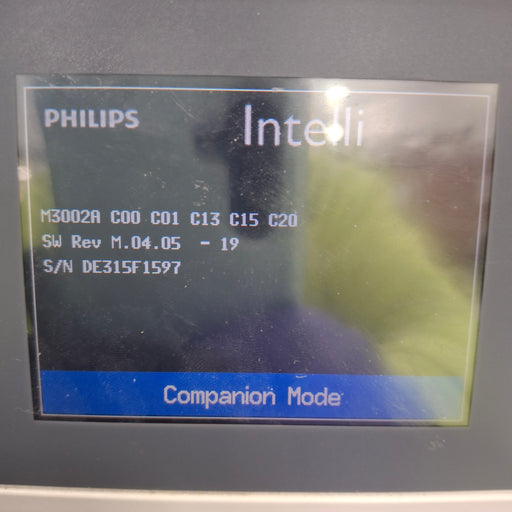 PHILIPS
Intelli
M3002A C00 C01 C13 C15 C20
SW Rev M.04.05 - 19
S/N DE315F1597
Companion Mode